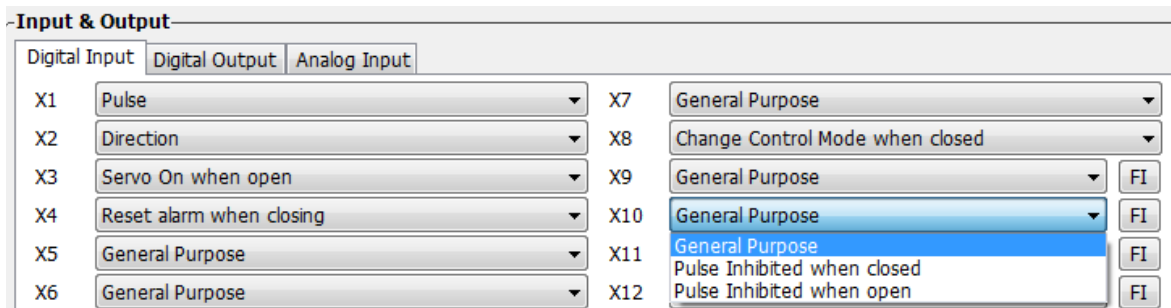 Input & Output
Digital Input Digital Output Analog Input
X1 Pulse X7 General Purpose
X2 Direction X8 Change Control Mode when closed
X3 Servo On when open X9 General Purpose FI
X4 Reset alarm when closing X10 General Purpose FI
X5 General Purpose X11 General Purpose FI
Pulse Inhibited when closed
X6 General Purpose X12 Pulse Inhibited when open FI